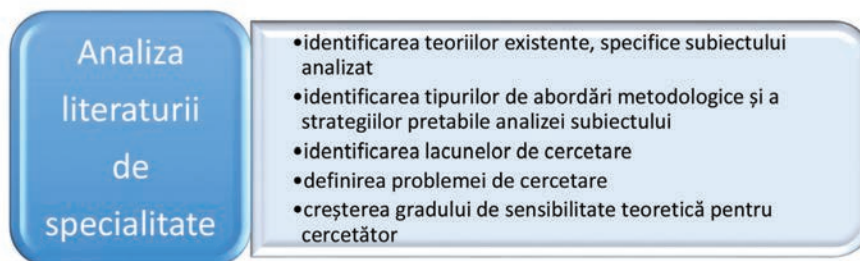 Analiza
literaturii
de
specialitate
•identificarea teoriilor existente, specifice subiectului
analizat
•identificarea tipurilor de abordări metodologice și a
strategiilor pretabile analizei subiectului
•identificarea lacunelor de cercetare
•definirea problemei de cercetare
•creșterea gradului de sensibilitate teoretică pentru
cercetător